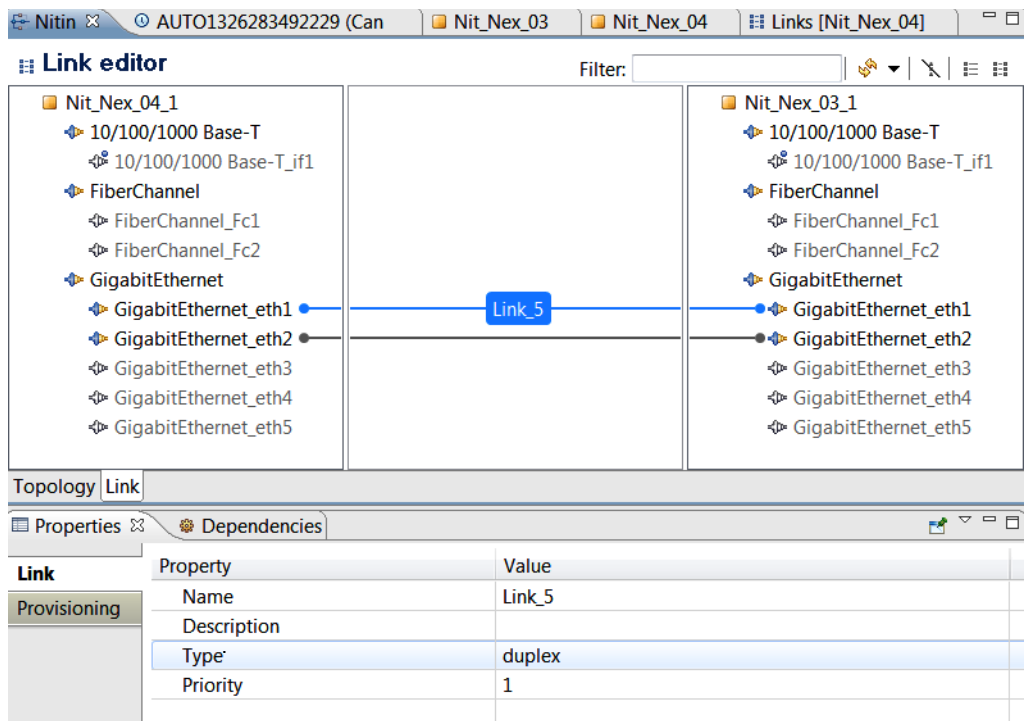 Nitin AUTO1326283492229 (Can Nit_Nex_03 Nit_Nex_04 Links [Nit_Nex_04]
Link editor Filter:
Nit_Nex_04_1
10/100/1000 Base-T
10/100/1000 Base-T_if1
FiberChannel
FiberChannel_Fc1
FiberChannel_Fc2
GigabitEthernet
GigabitEthernet_eth1
GigabitEthernet_eth2
GigabitEthernet_eth3
GigabitEthernet_eth4
GigabitEthernet_eth5
Link_5
Nit_Nex_03_1
10/100/1000 Base-T
10/100/1000 Base-T_if1
FiberChannel
FiberChannel_Fc1
FiberChannel_Fc2
GigabitEthernet
GigabitEthernet_eth1
GigabitEthernet_eth2
GigabitEthernet_eth3
GigabitEthernet_eth4
GigabitEthernet_eth5
Topology Link
Properties Dependencies
Link
Provisioning
Property Value
Name Link_5
Description
Type duplex
Priority 1